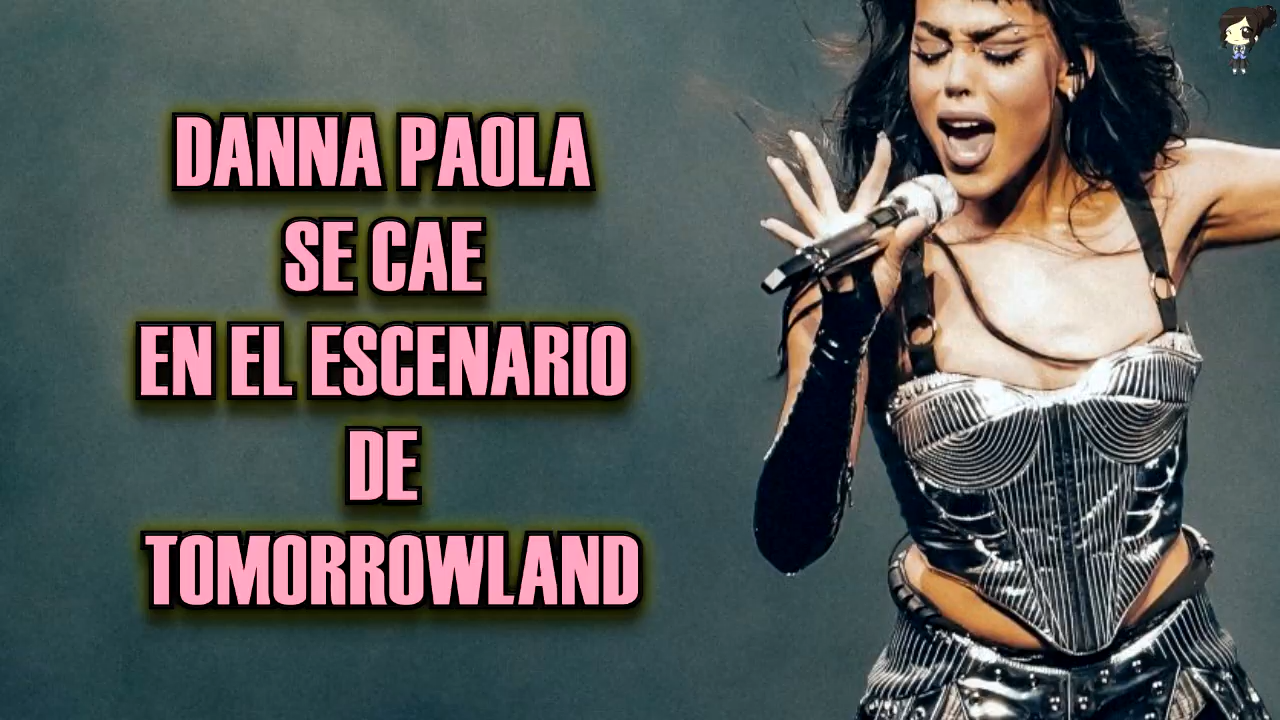 DANNA PAOLA
SE CAE
EN EL ESCENARIO
DE
TOMORROWLAND